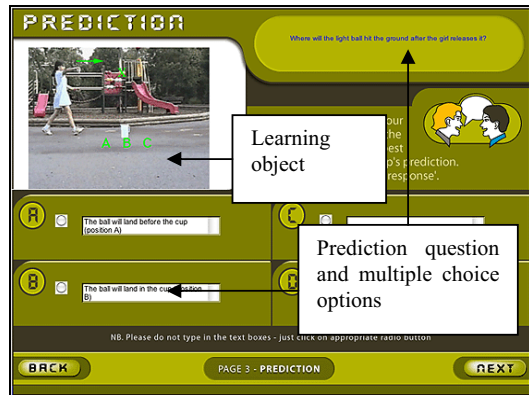 PREDICTION
Where will the light ball hit the ground after the girl releases it?
X
A B C
our
the
best
p's prediction.
response'.
Learning
object
A
The ball will land before the cup
(position A)
C
B
The ball will land in the cup (position
B)
Prediction question
and multiple choice
options
NB. Please do not type in the text boxes - just click on appropriate radio button
BACK
PAGE 3 - PREDICTION
NEXT